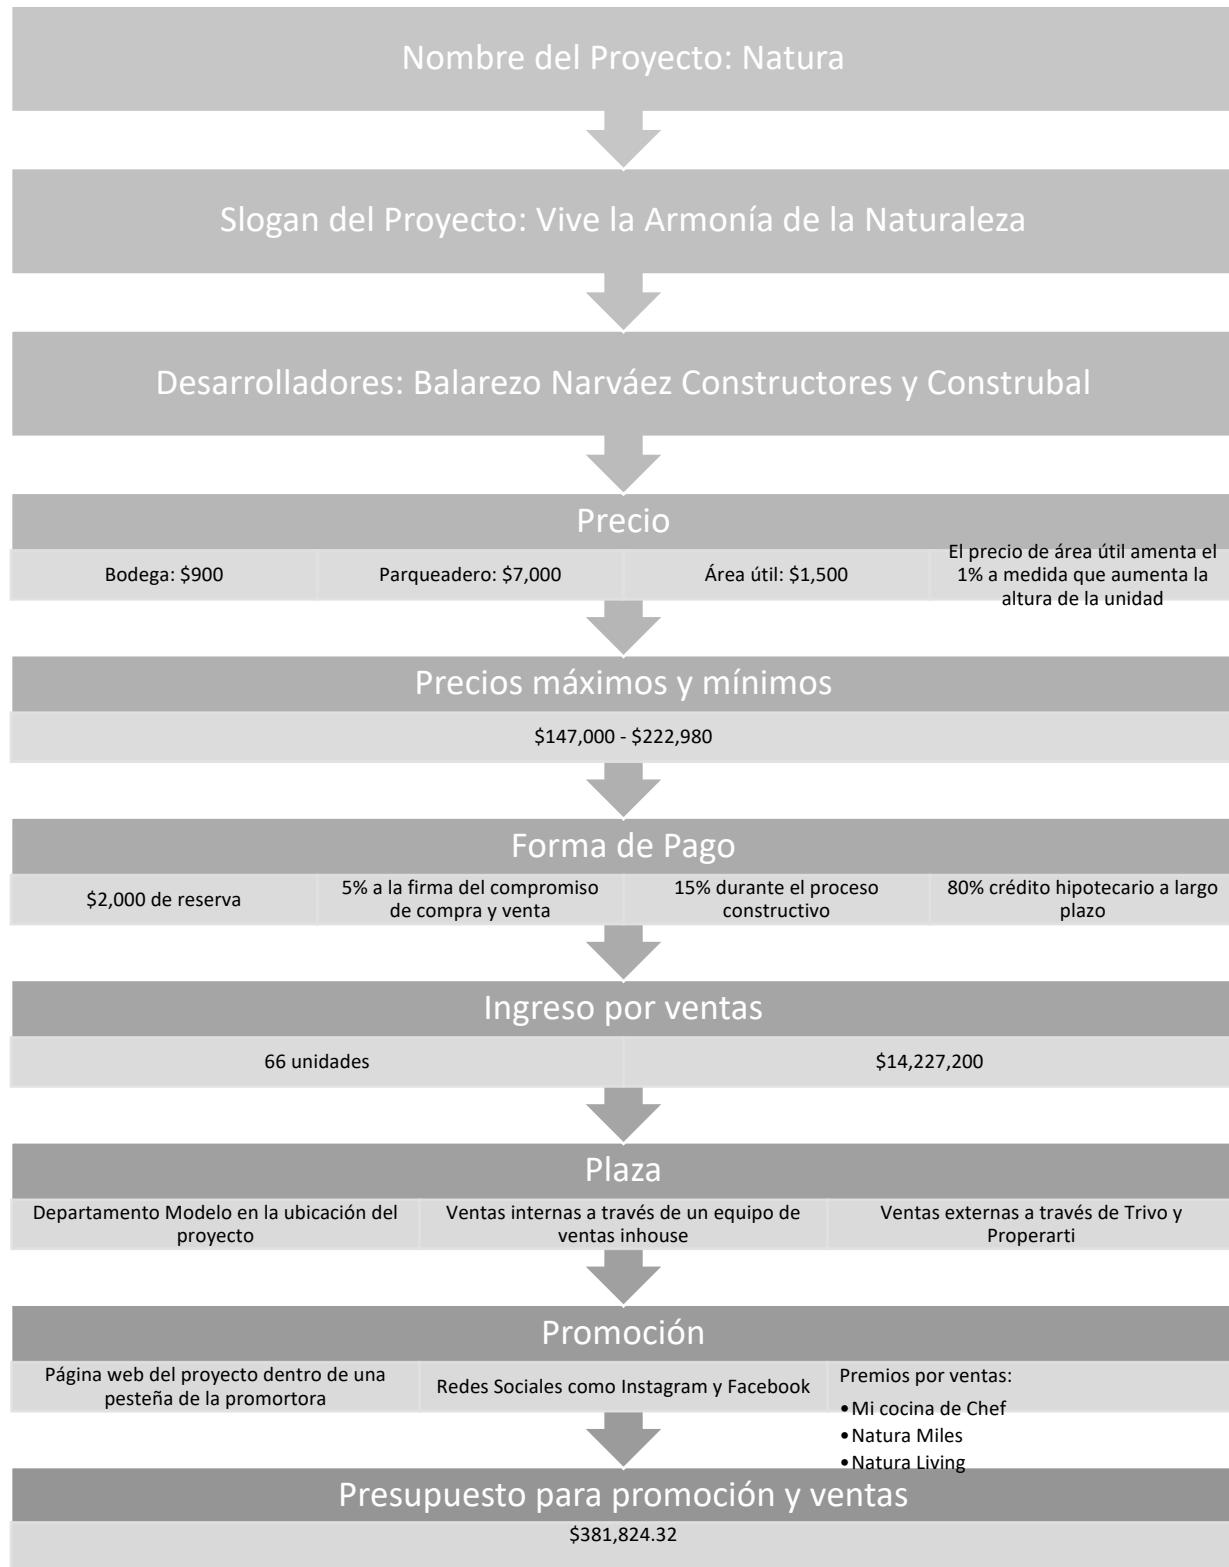 Nombre del Proyecto: Natura
Slogan del Proyecto: Vive la Armonía de la Naturaleza
Desarrolladores: Balarezo Narváez Constructores y Construbal
Precio
Bodega: $900
Parqueadero: $7,000
Área útil: $1,500
El precio de área útil amenta el
1% a medida que aumenta la
altura de la unidad
Precios máximos y mínimos
$147,000 - $222,980
Forma de Pago
$2,000 de reserva
5% a la firma del compromiso
de compra y venta
15% durante el proceso
constructivo
80% crédito hipotecario a largo
plazo
Ingreso por ventas
66 unidades
$14,227,200
Plaza
Departamento Modelo en la ubicación del
proyecto
Ventas internas a través de un equipo de
ventas inhouse
Ventas externas a través de Trivo y
Properarti
Promoción
Página web del proyecto dentro de una
pesteña de la promortora
Redes Sociales como Instagram y Facebook
Premios por ventas:
•Mi cocina de Chef
•Natura Miles
•Natura Living
Presupuesto para promoción y ventas
$381,824.32